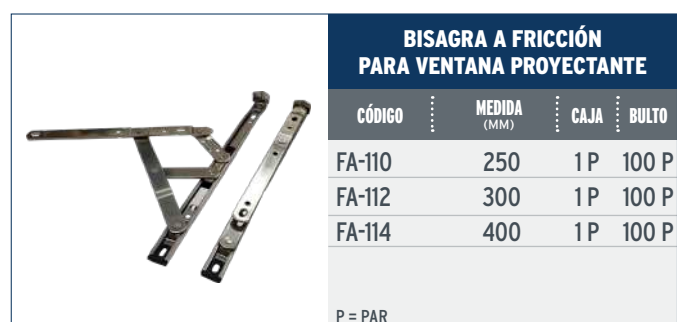 BISAGRA A FRICCIÓN
PARA VENTANA PROYECTANTE
CÓDIGO MEDIDA (MM) CAJA BULTO
FA-110 250 1 P 100 P
FA-112 300 1 P 100 P
FA-114 400 1 P 100 P
P = PAR